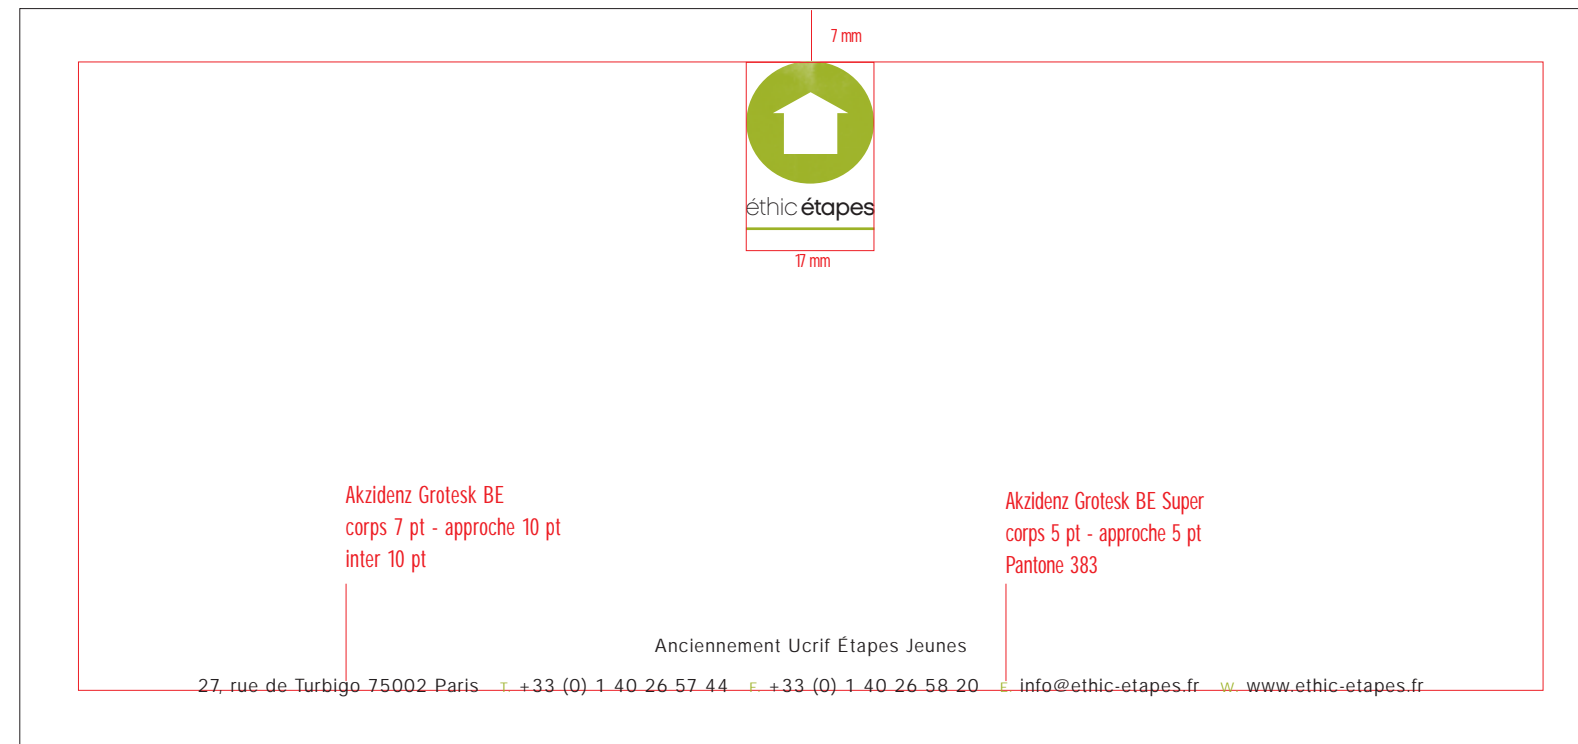 7 mm
éthic étapes
17 mm
Akzidenz Grotesk BE
corps 7 pt - approche 10 pt
inter 10 pt
Akzidenz Grotesk BE Super
corps 5 pt - approche 5 pt
Pantone 383
Anciennement Ucrif Étapes Jeunes
27, rue de Turbigo 75002 Paris T. +33 (0) 1 40 26 57 44 F. +33 (0) 1 40 26 58 20 E. info@ethic-etapes.fr W. www.ethic-etapes.fr